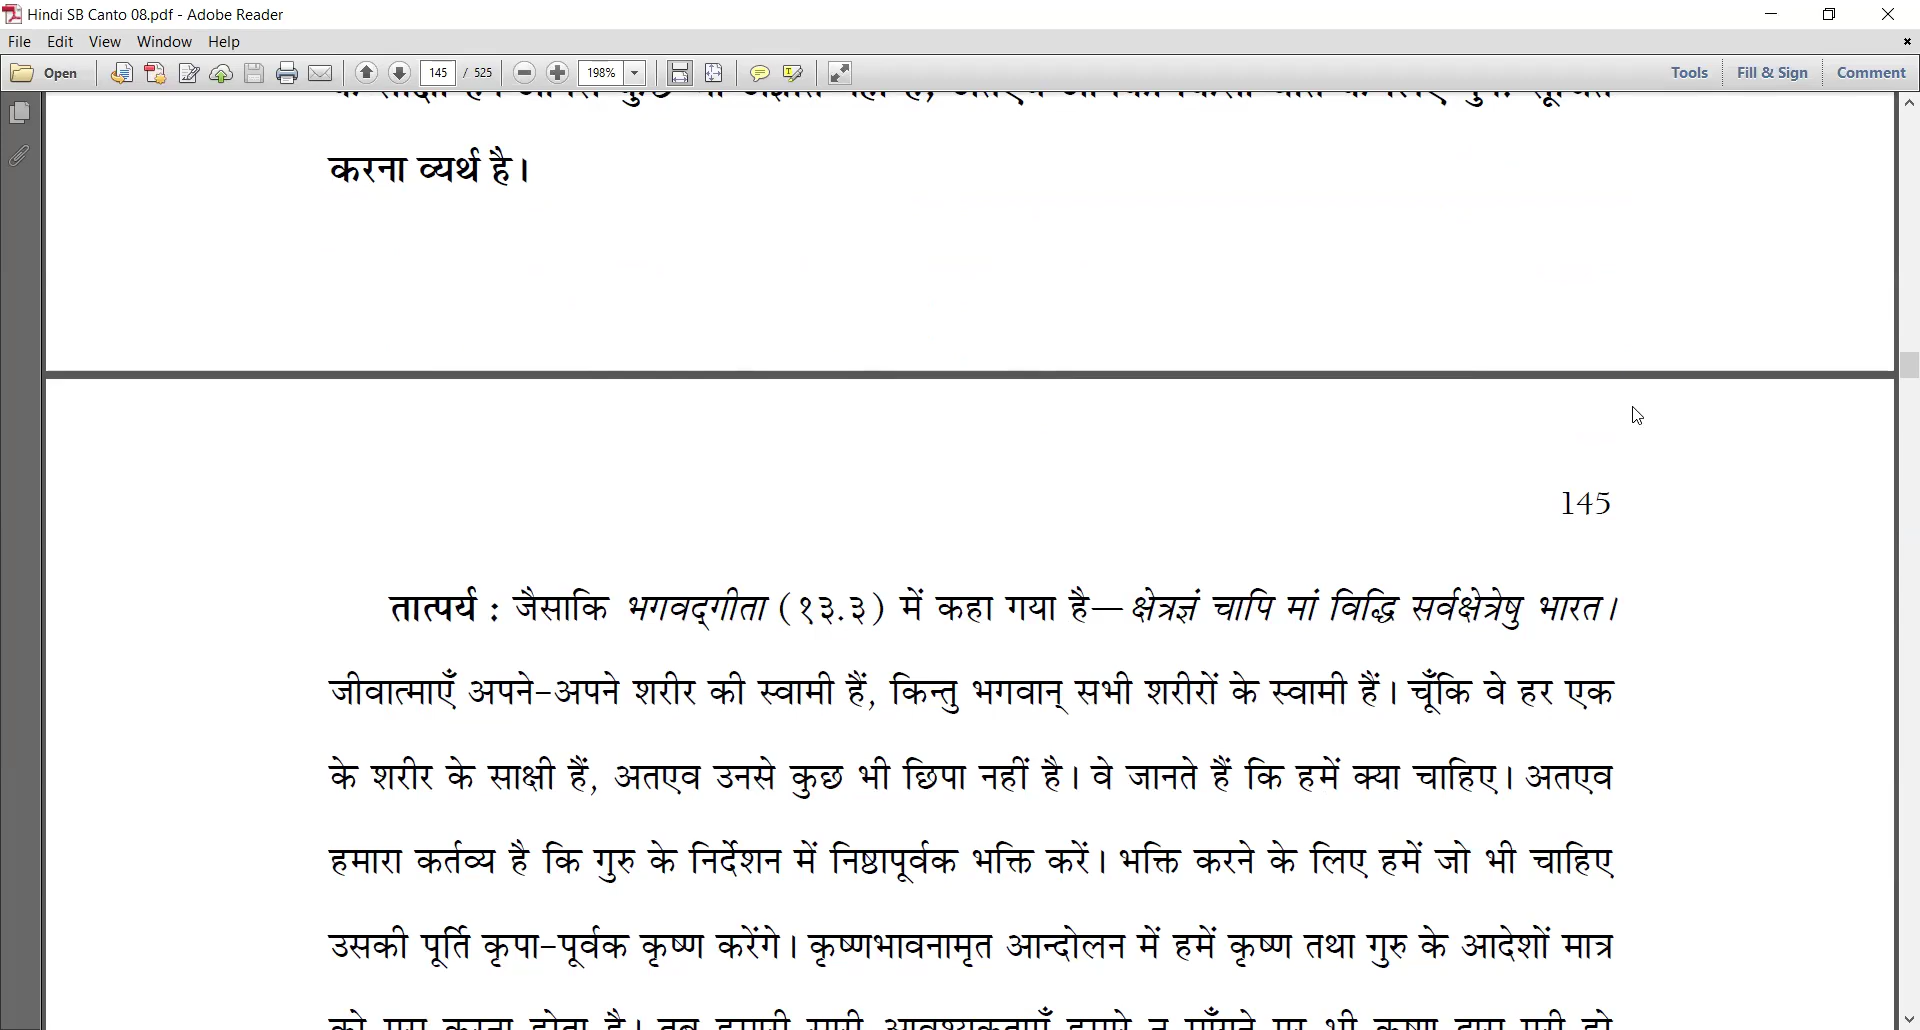 Hindi SB Canto 08.pdf - Adobe Reader
File Edit View Window Help
Open 145 / 525 198% Tools Fill & Sign Comment
करना व्यर्थ है।
145
तात्पर्य : जैसाकि भगवद्गीता (१३.३) में कहा गया है—क्षेत्रज्ञं चापि मां विद्धि सर्वक्षेत्रेषु भारत।
जीवात्माएँ अपने-अपने शरीर की स्वामी हैं, किन्तु भगवान् सभी शरीरों के स्वामी हैं। चूँकि वे हर एक
के शरीर के साक्षी हैं, अतएव उनसे कुछ भी छिपा नहीं है। वे जानते हैं कि हमें क्या चाहिए। अतएव
हमारा कर्तव्य है कि गुरु के निर्देशन में निष्ठापूर्वक भक्ति करें। भक्ति करने के लिए हमें जो भी चाहिए
उसकी पूर्ति कृपा-पूर्वक कृष्ण करेंगे। कृष्णभावनामृत आन्दोलन में हमें कृष्ण तथा गुरु के आदेशों मात्र